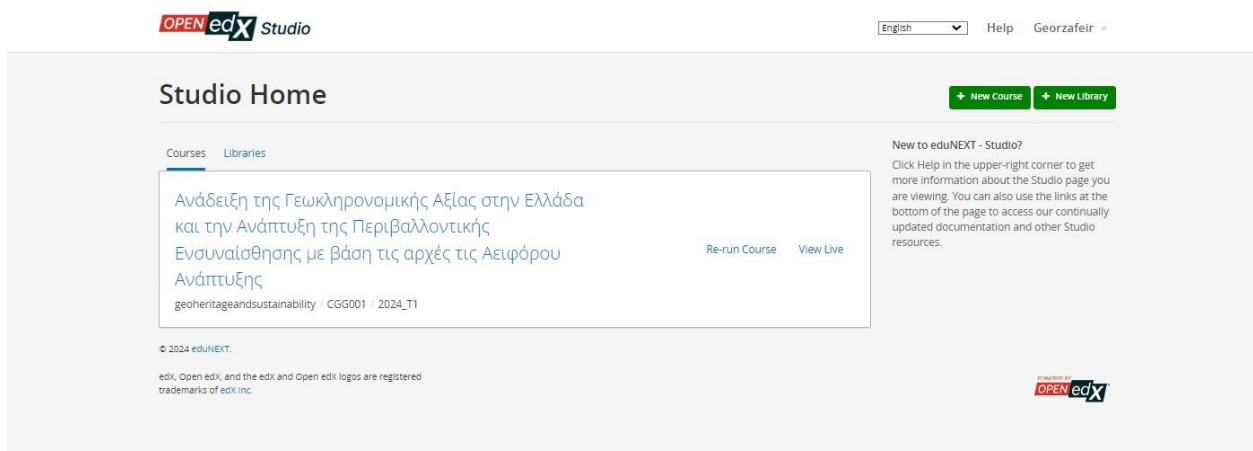 OPEN edX Studio
English Help Georzafeir
Studio Home
+ New Course + New Library
Courses Libraries
Ανάδειξη της Γεωκληρονομικής Αξίας στην Ελλάδα
και την Ανάπτυξη της Περιβαλλοντικής
Ενσυναίσθησης με βάση τις αρχές τις Αειφόρου
Ανάπτυξης
geoheritageandsustainability / CGG001 / 2024_T1
Re-run Course View Live
New to eduNEXT - Studio?
Click Help in the upper-right corner to get
more information about the Studio page you
are viewing. You can also use the links at the
bottom of the page to access our continually
updated documentation and other Studio
resources.
© 2024 eduNEXT.
edX, Open edX, and the edX and Open edX logos are registered
trademarks of edX Inc.
POWERED BY
OPEN edX